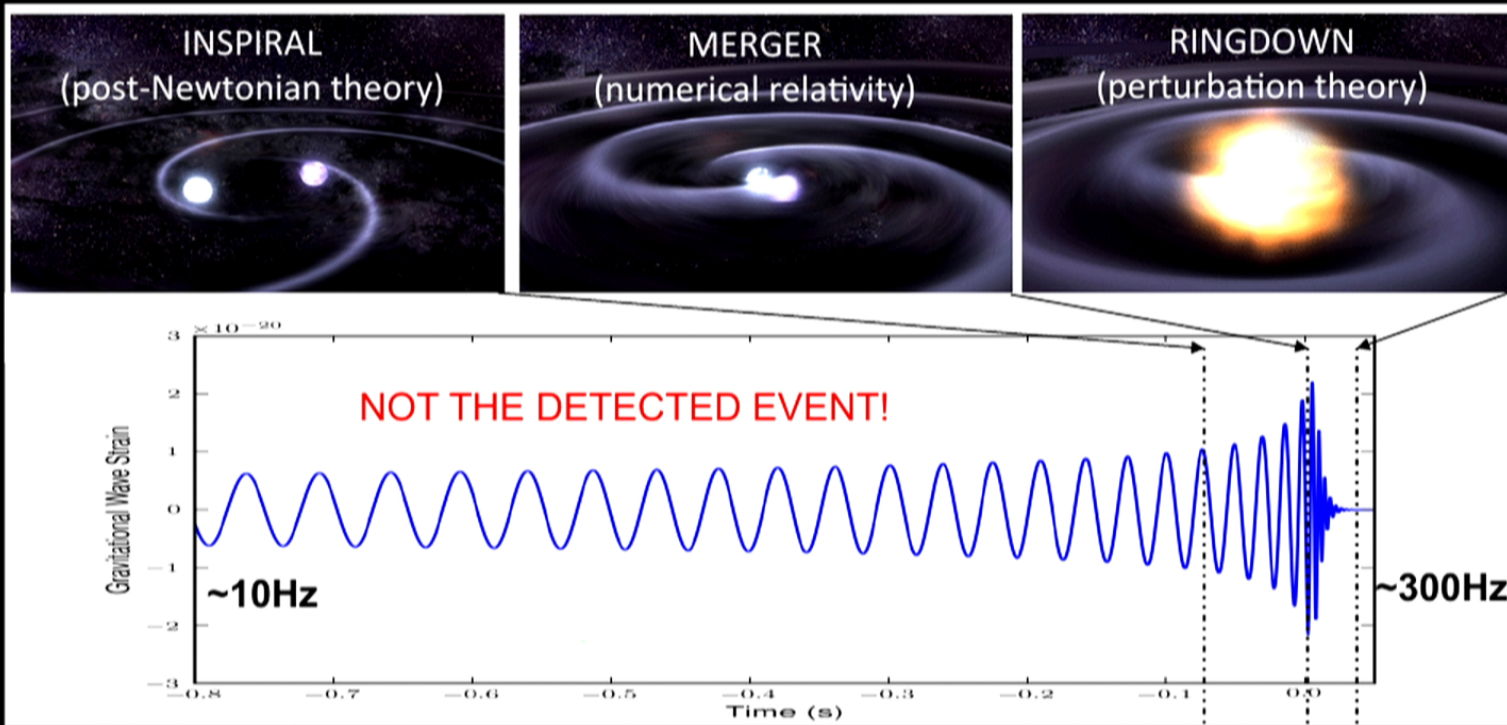 INSPIRAL
(post-Newtonian theory)
MERGER
(numerical relativity)
RINGDOWN
(perturbation theory)
×10−20
3
2
1
0
−1
−2
−3
Gravitational Wave Strain
NOT THE DETECTED EVENT!
~10Hz
~300Hz
−0.8 −0.7 −0.6 −0.5 −0.4 −0.3 −0.2 −0.1 0.0
Time (s)